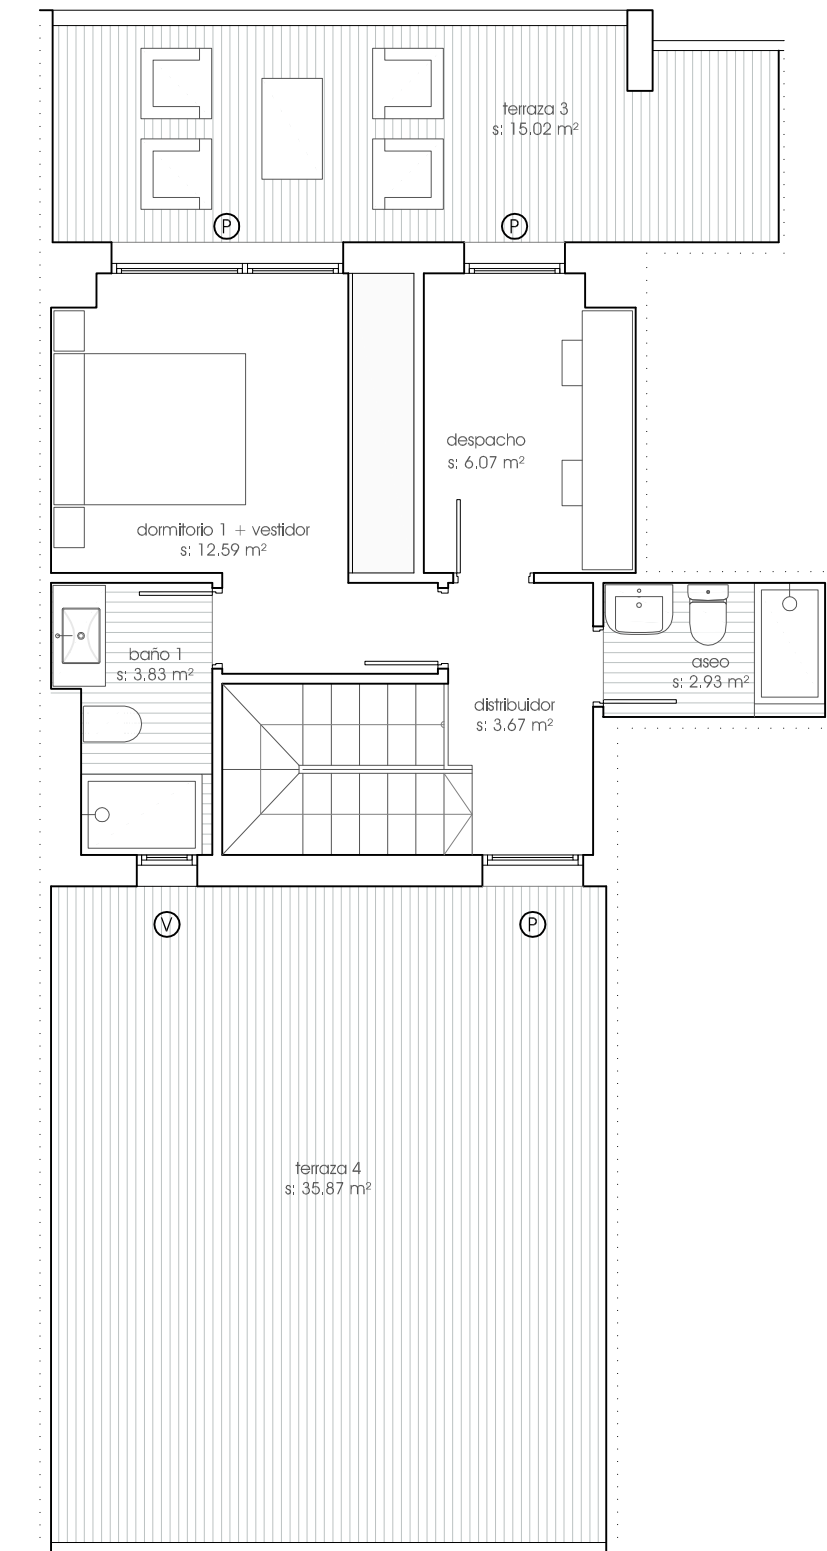 terraza 3
s: 15.02 m²
P
P
despacho
s: 6.07 m²
dormitorio 1 + vestidor
s: 12.59 m²
baño 1
s: 3.83 m²
aseo
s: 2.93 m²
distribuidor
s: 3.67 m²
V
P
terraza 4
s: 35.87 m²